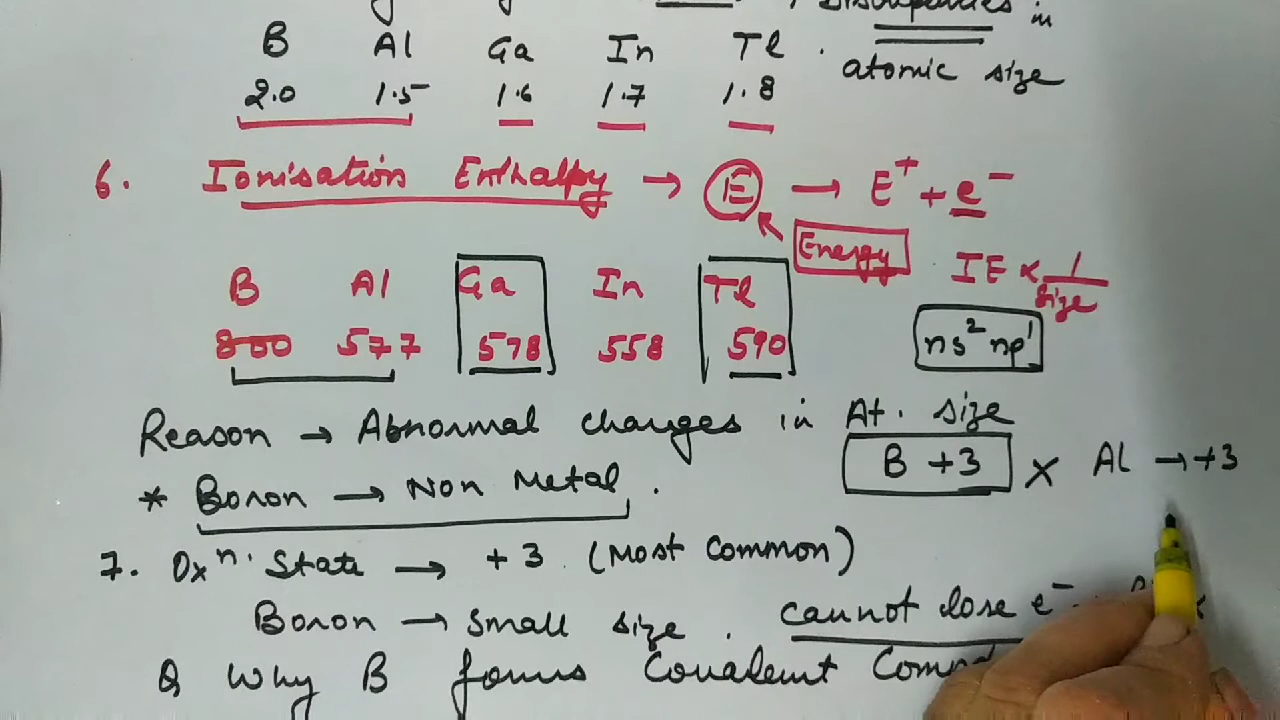 Discrepancies in
B Al Ga In Tl . atomic size
2.0 1.5 1.6 1.7 1.8
6. Ionisation Enthalpy → E → E⁺ + e⁻
Energy
B Al Ga In Tl IE ∝ 1/size
800 577 578 558 590 ns² np¹
Reason → Abnormal changes in At. size
* Boron → Non Metal . B +3 × Al → +3
7. Oxⁿ. State → +3 (Most Common)
Boron → Small size . cannot lose e⁻
Q Why B forms Covalent